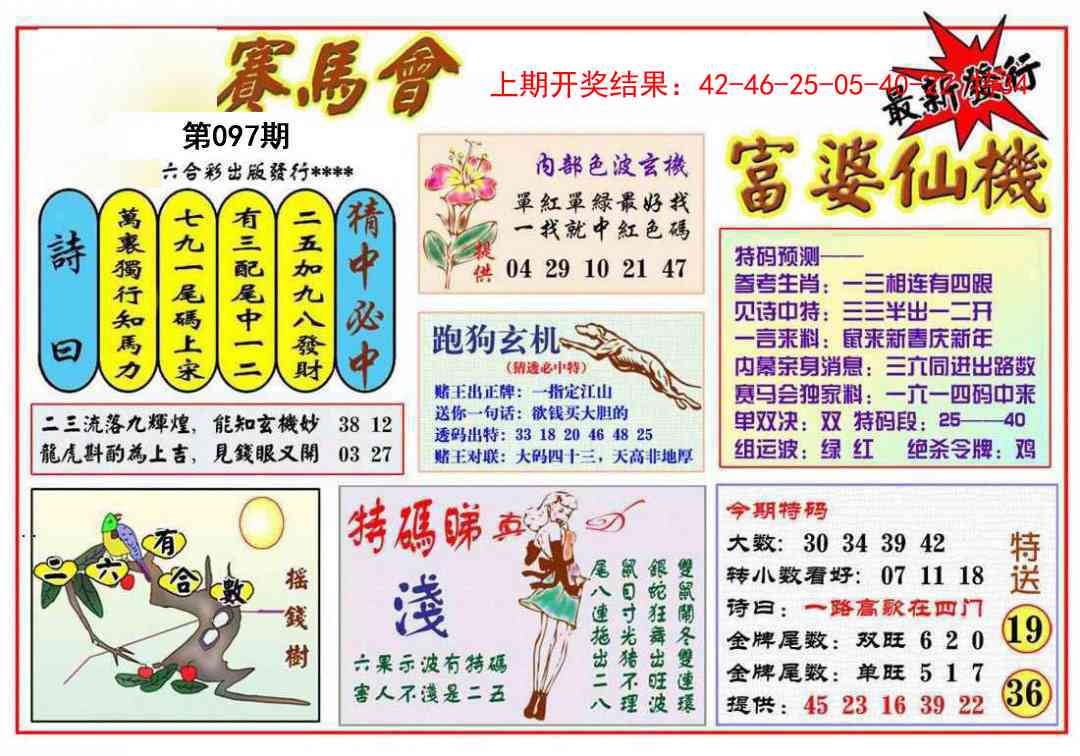 賽馬會
上期开奖结果：42-46-25-05-40-22
最新發行
第097期
六合彩出版發行****
富婆仙機
詩曰
萬裏獨行知馬力
七九一尾碼上宋
有三配尾中一二
二五加九八發財
猜中必中
內部色波玄機
單紅單綠最好找
一找就中紅色碼
提供
04 29 10 21 47
特码预测——
参考生肖：一三相连有四跟
见诗中特：三三半出一二开
一言来料：鼠来新春庆新年
内幕亲身消息：三六同进出路数
赛马会独家料：一六一四码中来
单双决：双 特码段：25——40
组运波：绿 红 绝杀令牌：鸡
跑狗玄机
（猜透必中特）
赌王出正牌：一指定江山
送你一句话：欲钱买大胆的
透码出特：33 18 20 46 48 25
赌王对联：大码四十三，天高非地厚
二三流落九輝煌，能知玄機妙 38 12
龍虎斟酌為上吉，見錢眼又開 03 27
二六有合數
搖錢樹
特碼睇真D
淺
六果示波有特碼
害人不淺是二五
雙鼠鬧冬雙連環
銀蛇狂舞出旺波
鼠目寸光豬不理
尾八連拖出二八
今期特码
大数：30 34 39 42
转小数看好：07 11 18
诗曰：一路高歌在四门
金牌尾数：双旺 6 2 0
金牌尾数：单旺 5 1 7
提供：45 23 16 39 22
特送
19
36